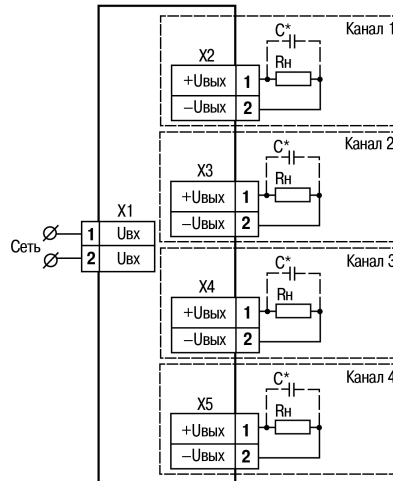 Канал 1
C*
X2
Rн
+Uвых 1
−Uвых 2
Канал 2
C*
X3
Rн
+Uвых 1
−Uвых 2
X1
Сеть
1 Uвх
2 Uвх
Канал 3
C*
X4
Rн
+Uвых 1
−Uвых 2
Канал 4
C*
X5
Rн
+Uвых 1
−Uвых 2